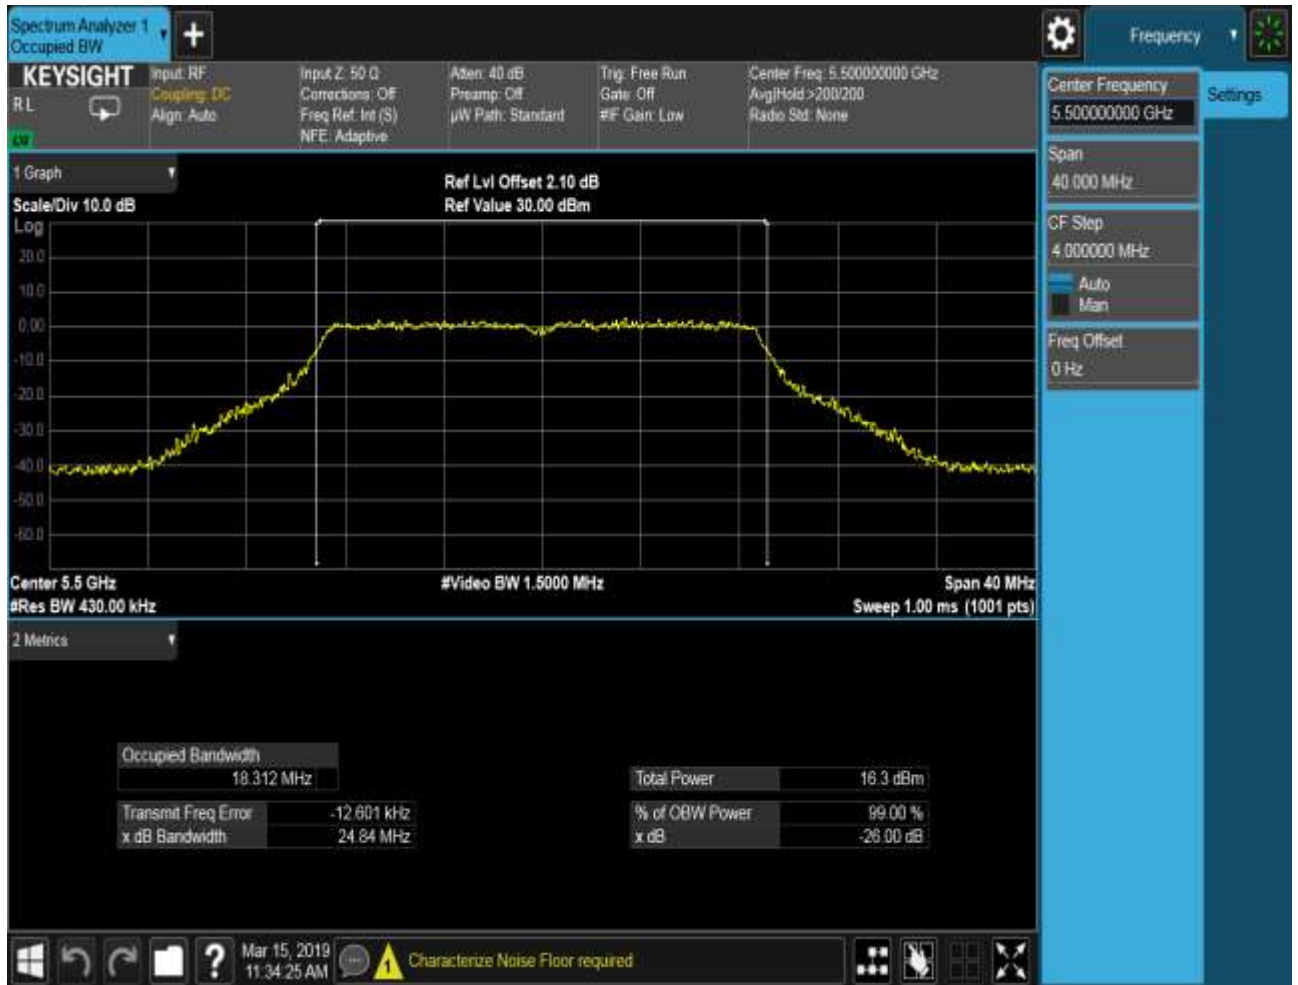 Spectrum Analyzer 1
Occupied BW
Frequency
KEYSIGHT
R L
Input: RF
Coupling: DC
Align: Auto
Input Z: 50 Ω
Corrections: Off
Freq Ref: Int (S)
NFE: Adaptive
Atten: 40 dB
Preamp: Off
µW Path: Standard
Trig: Free Run
Gate: Off
#IF Gain: Low
Center Freq: 5.500000000 GHz
Avg|Hold:>200/200
Radio Std: None
Center Frequency
5.500000000 GHz
Settings
Span
40.000 MHz
CF Step
4.000000 MHz
Auto
Man
Freq Offset
0 Hz
1 Graph
Scale/Div 10.0 dB
Ref Lvl Offset 2.10 dB
Ref Value 30.00 dBm
Log
20.0
10.0
0.00
-10.0
-20.0
-30.0
-40.0
-50.0
-60.0
Center 5.5 GHz
#Video BW 1.5000 MHz
Span 40 MHz
#Res BW 430.00 kHz
Sweep 1.00 ms (1001 pts)
2 Metrics
Occupied Bandwidth
18.312 MHz
Total Power 16.3 dBm
Transmit Freq Error -12.601 kHz
% of OBW Power 99.00 %
x dB Bandwidth 24.84 MHz
x dB -26.00 dB
?
Mar 15, 2019
11:34:25 AM
1
Characterize Noise Floor required